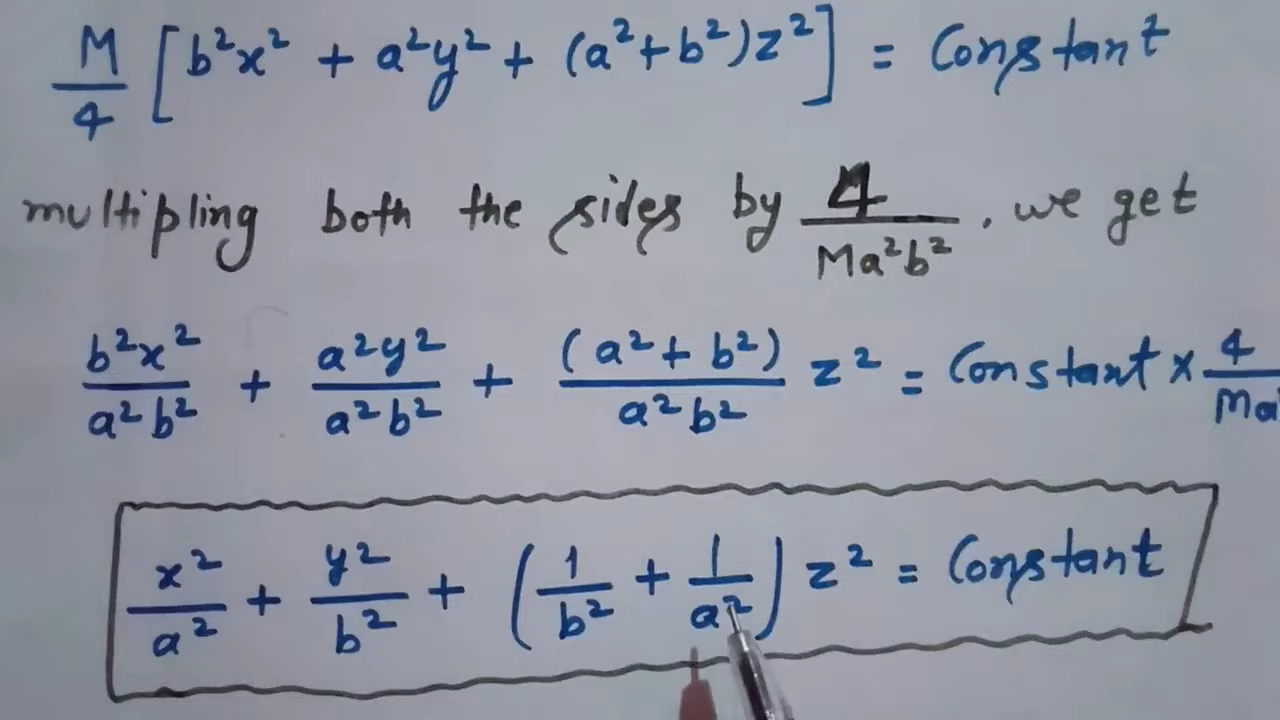 M/4 [b²x² + a²y² + (a²+b²)z²] = Constant
multipling both the sides by 4/Ma²b², we get
b²x²/a²b² + a²y²/a²b² + (a²+b²)/a²b² z² = Constant × 4/Ma
x²/a² + y²/b² + (1/b² + 1/a²) z² = Constant